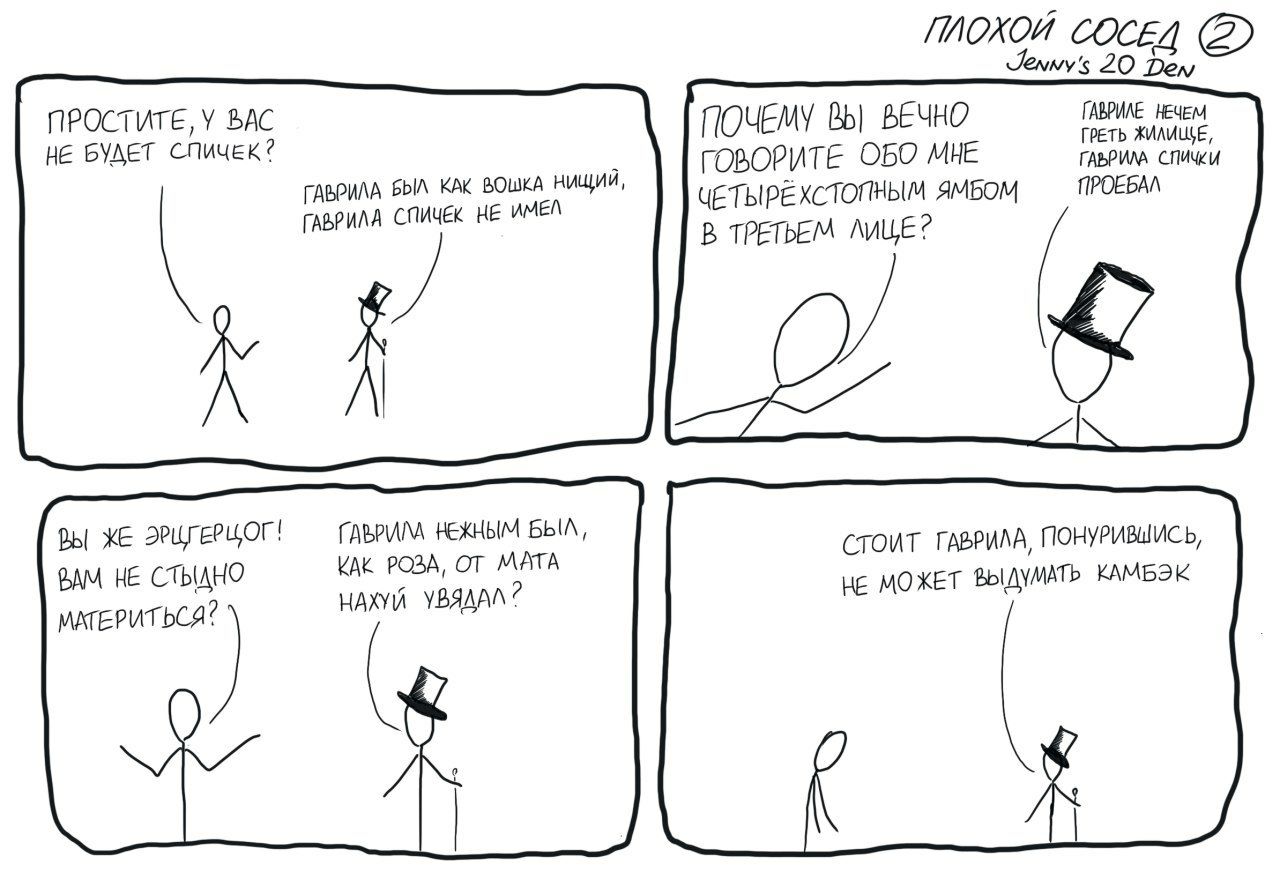 ПЛОХОЙ СОСЕД 2
Jenny's 20 Den
ПРОСТИТЕ, У ВАС
НЕ БУДЕТ СПИЧЕК?
ГАВРИЛА БЫЛ КАК ВОШКА НИЩИЙ,
ГАВРИЛА СПИЧЕК НЕ ИМЕЛ
ПОЧЕМУ ВЫ ВЕЧНО
ГОВОРИТЕ ОБО МНЕ
ЧЕТЫРЁХСТОПНЫМ ЯМБОМ
В ТРЕТЬЕМ ЛИЦЕ?
ГАВРИЛЕ НЕЧЕМ
ГРЕТЬ ЖИЛИЩЕ,
ГАВРИЛА СПИЧКИ
ПРОЕБАЛ
ВЫ ЖЕ ЭРЦГЕРЦОГ!
ВАМ НЕ СТЫДНО
МАТЕРИТЬСЯ?
ГАВРИЛА НЕЖНЫМ БЫЛ,
КАК РОЗА, ОТ МАТА
НАХУЙ УВЯДАЛ?
СТОИТ ГАВРИЛА, ПОНУРИВШИСЬ,
НЕ МОЖЕТ ВЫДУМАТЬ КАМБЭК